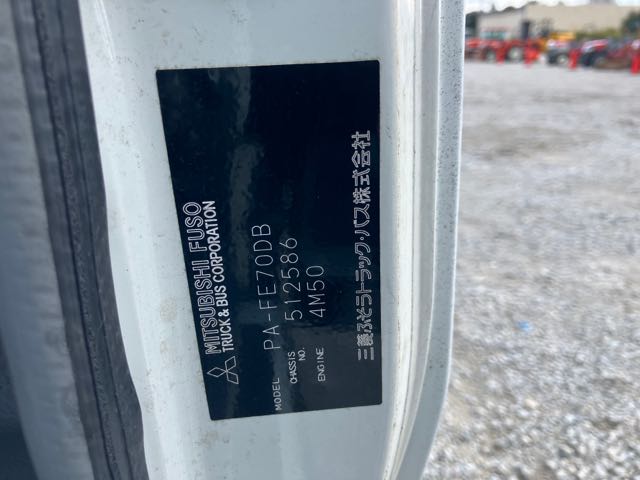 MITSUBISHI FUSO
TRUCK & BUS CORPORATION
MODEL PA-FE70DB
CHASSIS NO. 512586
ENGINE 4M50
三菱ふそうトラック・バス株式会社